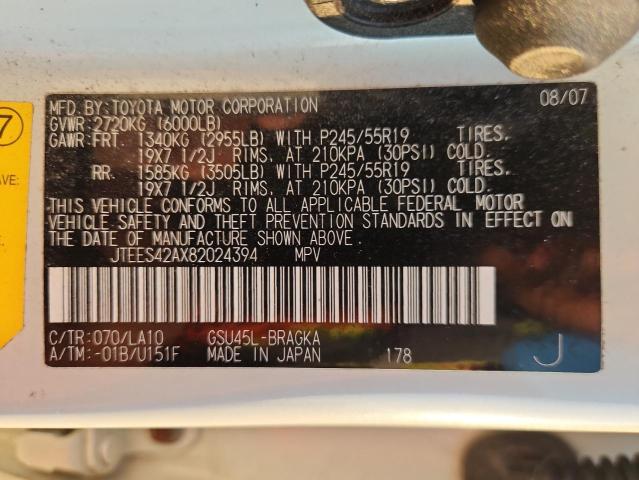 MFD. BY: TOYOTA MOTOR CORPORATION 08/07
GVWR: 2720KG (6000LB)
GAWR: FRT 1340KG (2955LB) WITH P245/55R19 TIRES.
19X7 1/2J RIMS. AT 210KPA (30PSI) COLD.
RR. 1585KG (3505LB) WITH P245/55R19 TIRES.
19X7 1/2J RIMS. AT 210KPA (30PSI) COLD.
THIS VEHICLE CONFORMS TO ALL APPLICABLE FEDERAL MOTOR
VEHICLE SAFETY AND THEFT PREVENTION STANDARDS IN EFFECT ON
THE DATE OF MANUFACTURE SHOWN ABOVE.
JTEES42AX82024394 MPV
C/TR: 070/LA10 GSU45L-BRAGKA
A/TM: -01B/U151F MADE IN JAPAN 178 J
7
AVE: